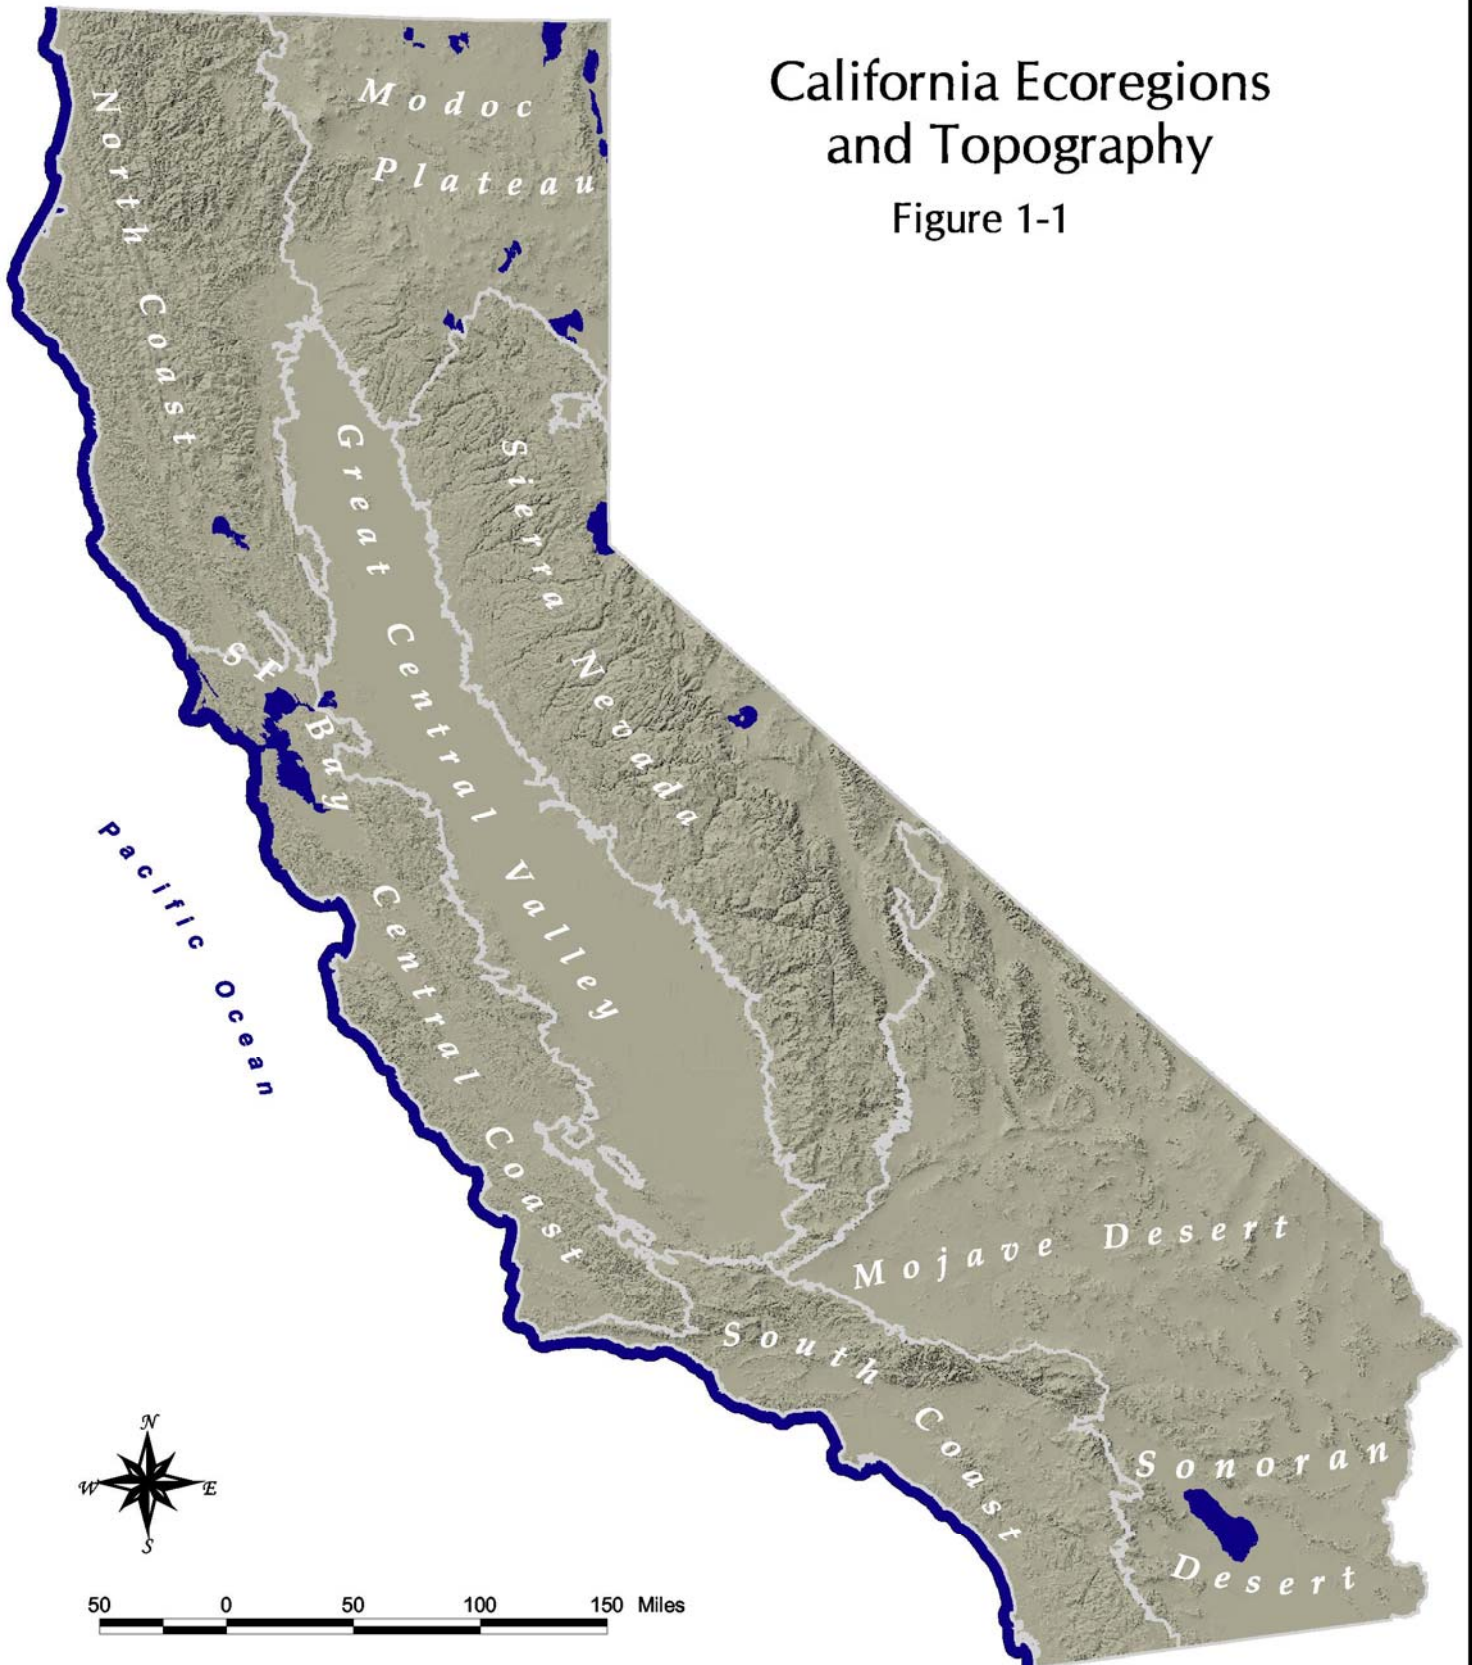 California Ecoregions
and Topography
Figure 1-1
Modoc
Plateau
North Coast
Great Central Valley
Sierra Nevada
SF Bay
Pacific Ocean
Central Coast
Mojave Desert
South Coast
Sonoran
Desert
N
W E
S
50 0 50 100 150 Miles